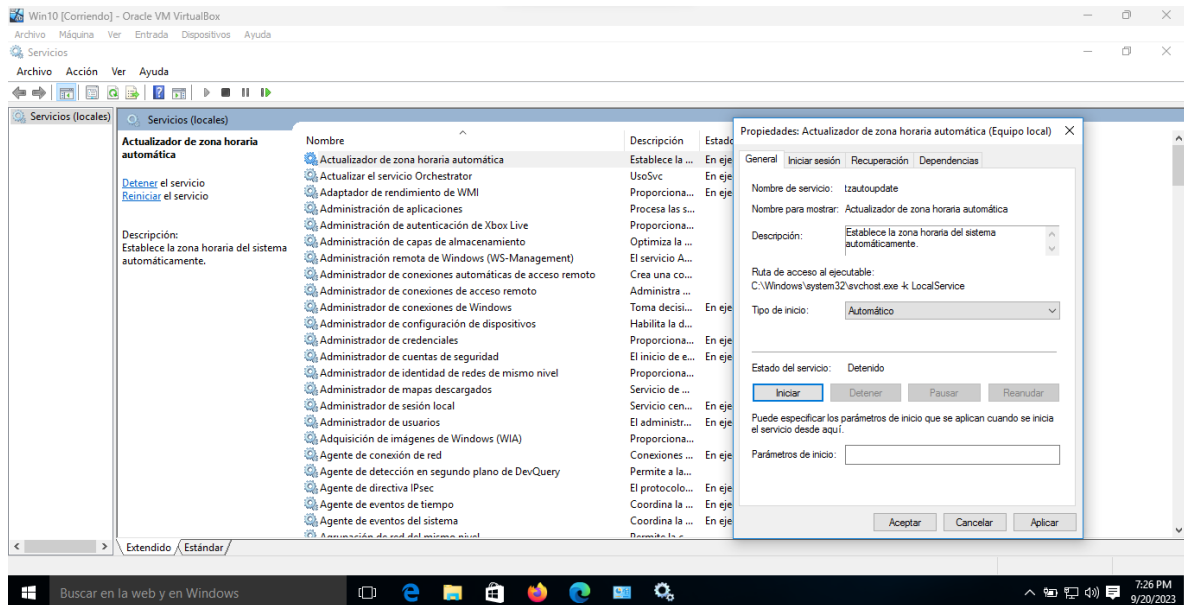 Win10 [Corriendo] - Oracle VM VirtualBox
Archivo Máquina Ver Entrada Dispositivos Ayuda
Servicios
Archivo Acción Ver Ayuda
Servicios (locales)
Servicios (locales)
Actualizador de zona horaria
automática
Detener el servicio
Reiniciar el servicio
Descripción:
Establece la zona horaria del sistema
automáticamente.
Nombre Descripción Estado
Actualizador de zona horaria automática Establece la ... En eje
Actualizar el servicio Orchestrator UsoSvc En eje
Adaptador de rendimiento de WMI Proporciona... En eje
Administración de aplicaciones Procesa las s...
Administración de autenticación de Xbox Live Proporciona...
Administración de capas de almacenamiento Optimiza la ...
Administración remota de Windows (WS-Management) El servicio A...
Administrador de conexiones automáticas de acceso remoto Crea una co...
Administrador de conexiones de acceso remoto Administra ...
Administrador de conexiones de Windows Toma decisi... En eje
Administrador de configuración de dispositivos Habilita la d...
Administrador de credenciales Proporciona... En eje
Administrador de cuentas de seguridad El inicio de e... En eje
Administrador de identidad de redes de mismo nivel Proporciona...
Administrador de mapas descargados Servicio de ...
Administrador de sesión local Servicio cen... En eje
Administrador de usuarios El administr... En eje
Adquisición de imágenes de Windows (WIA) Proporciona...
Agente de conexión de red Conexiones ... En eje
Agente de detección en segundo plano de DevQuery Permite a la...
Agente de directiva IPsec El protocolo... En eje
Agente de eventos de tiempo Coordina la ... En eje
Agente de eventos del sistema Coordina la ... En eje
Agrupación de red del mismo nivel Permite la c...
Extendido Estándar
Propiedades: Actualizador de zona horaria automática (Equipo local)
General Iniciar sesión Recuperación Dependencias
Nombre de servicio: tzautoupdate
Nombre para mostrar: Actualizador de zona horaria automática
Descripción: Establece la zona horaria del sistema
automáticamente.
Ruta de acceso al ejecutable:
C:\Windows\system32\svchost.exe -k LocalService
Tipo de inicio: Automático
Estado del servicio: Detenido
Iniciar Detener Pausar Reanudar
Puede especificar los parámetros de inicio que se aplican cuando se inicia
el servicio desde aquí.
Parámetros de inicio:
Aceptar Cancelar Aplicar
Buscar en la web y en Windows
7:26 PM
9/20/2023